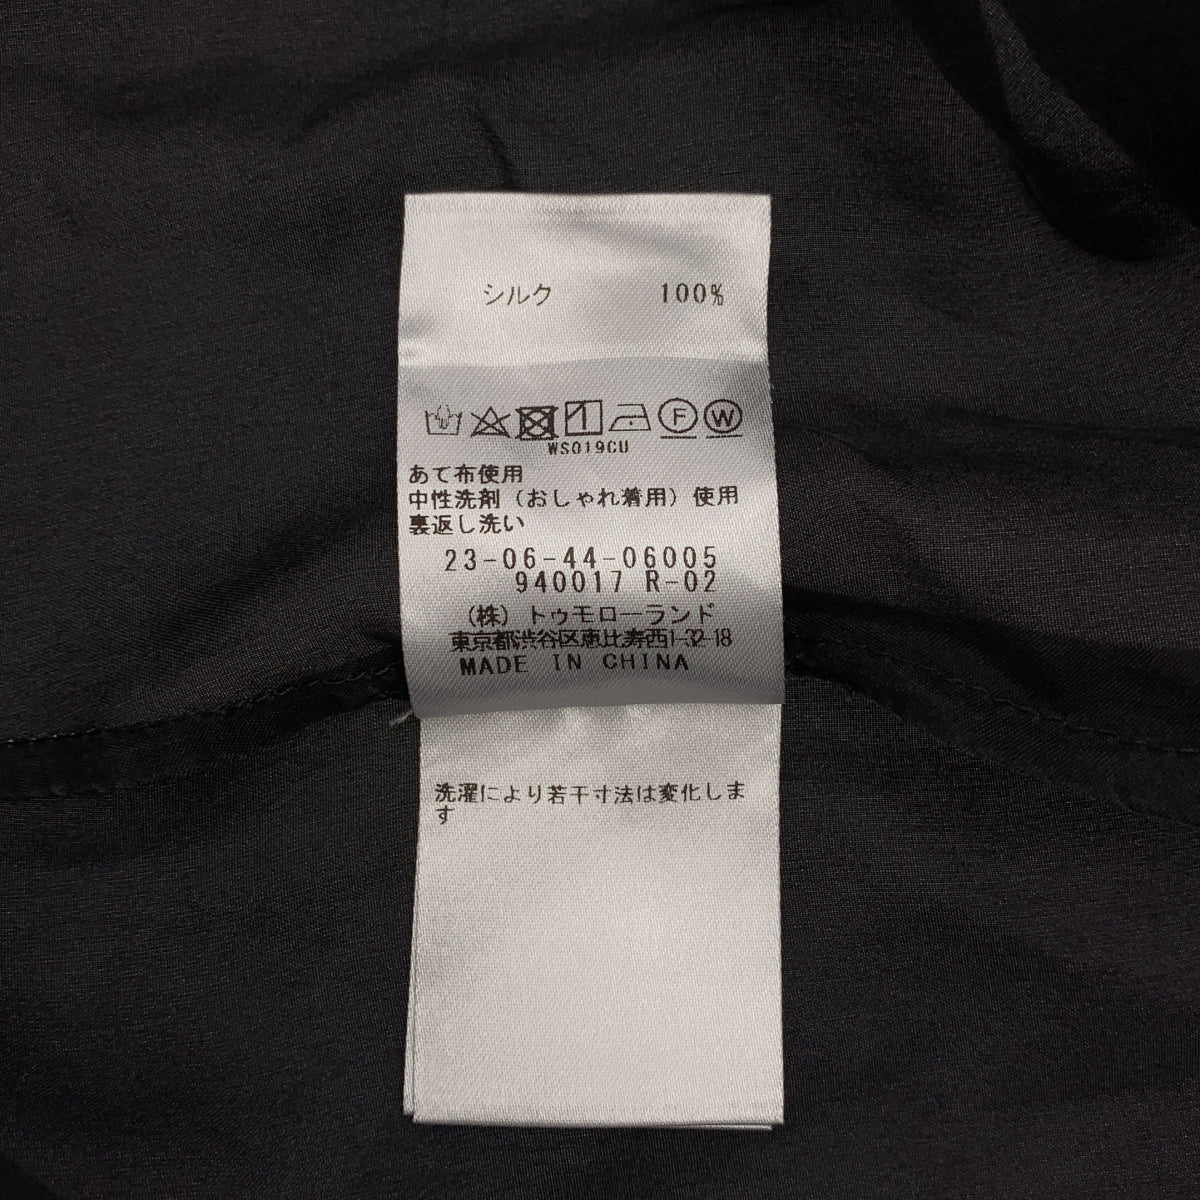 シルク 100%
F W
WS019CU
あて布使用
中性洗剤（おしゃれ着用）使用
裏返し洗い
23-06-44-06005
940017 R-02
（株）トゥモローランド
東京都渋谷区恵比寿西1-32-18
MADE IN CHINA
洗濯により若干寸法は変化しま
す